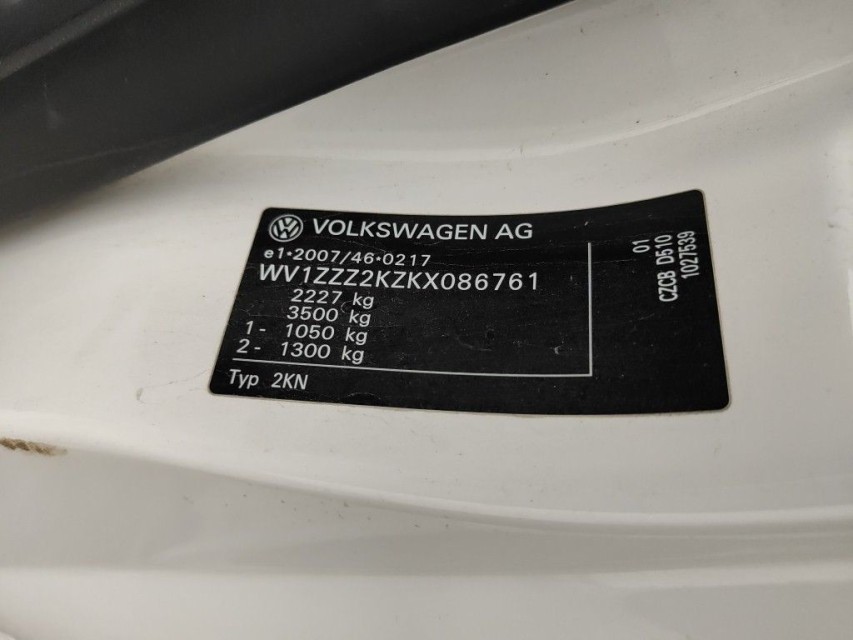 VOLKSWAGEN AG
e1*2007/46*0217
WV1ZZZ2KZKX086761
2227 kg
3500 kg
1- 1050 kg
2- 1300 kg
Typ 2KN
01
CZCB D510
1027539